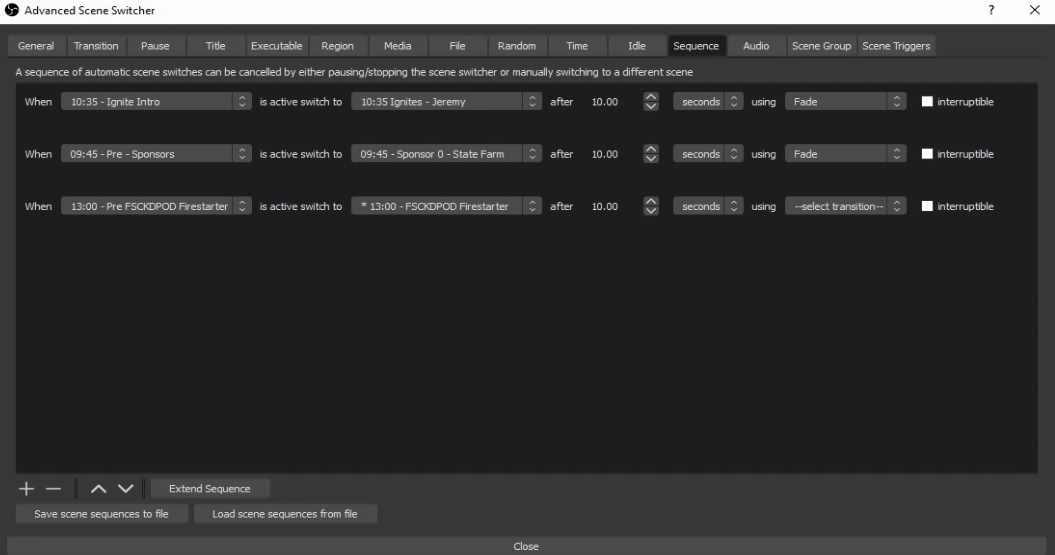 Advanced Scene Switcher ?
General Transition Pause Title Executable Region Media File Random Time Idle Sequence Audio Scene Group Scene Triggers
A sequence of automatic scene switches can be cancelled by either pausing/stopping the scene switcher or manually switching to a different scene
When 10:35 - Ignite Intro is active switch to 10:35 Ignites - Jeremy after 10.00 seconds using Fade interruptible
When 09:45 - Pre - Sponsors is active switch to 09:45 - Sponsor 0 - State Farm after 10.00 seconds using Fade interruptible
When 13:00 - Pre FSCKDPOD Firestarter is active switch to * 13:00 - FSCKDPOD Firestarter after 10.00 seconds using --select transition-- interruptible
Extend Sequence
Save scene sequences to file Load scene sequences from file
Close